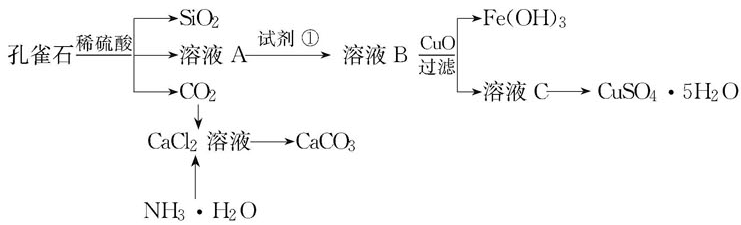 孔雀石 稀硫酸 SiO₂
溶液 A 试剂 ① 溶液 B CuO 过滤 Fe(OH)₃
CO₂ 溶液 C CuSO₄・5H₂O
CaCl₂ 溶液 CaCO₃
NH₃・H₂O